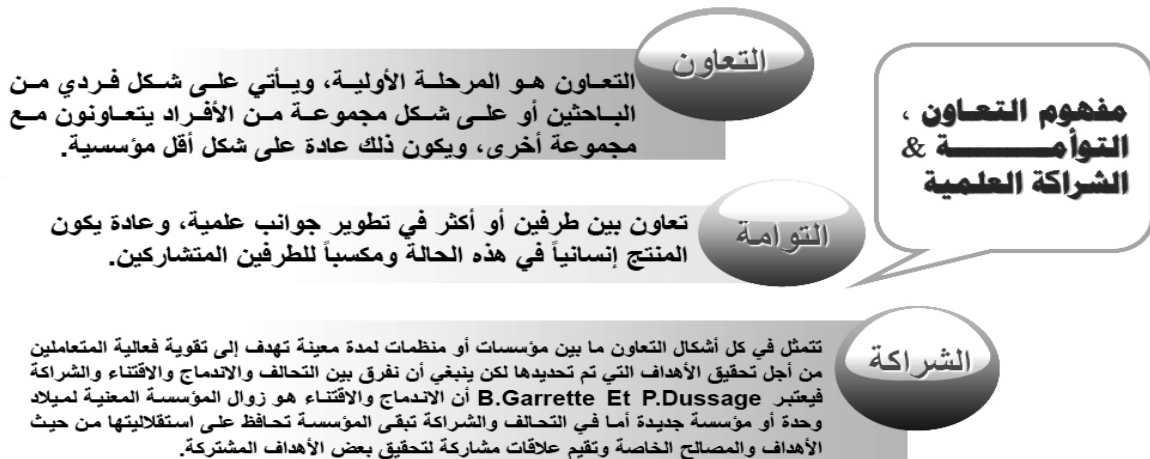 مفهوم التعاون ،
التوأمة &
الشراكة العلمية
التعاون
التعاون هو المرحلة الأولية، ويأتي على شكل فردي من
الباحثين أو على شكل مجموعة من الأفراد يتعاونون مع
مجموعة أخرى، ويكون ذلك عادة على شكل أقل مؤسسية.
التوامة
تعاون بين طرفين أو أكثر في تطوير جوانب علمية، وعادة يكون
المنتج إنسانياً في هذه الحالة ومكسباً للطرفين المتشاركين.
الشراكة
تتمثل في كل أشكال التعاون ما بين مؤسسات أو منظمات لمدة معينة تهدف إلى تقوية فعالية المتعاملين
من أجل تحقيق الأهداف التي تم تحديدها لكن ينبغي أن نفرق بين التحالف والاندماج والاقتناء والشراكة
فيعتبر B.Garrette Et P.Dussage أن الاندماج والاقتناء هو زوال المؤسسة المعنية لميلاد
وحدة أو مؤسسة جديدة أما في التحالف والشراكة تبقى المؤسسة تحافظ على استقلاليتها من حيث
الأهداف والمصالح الخاصة وتقيم علاقات مشاركة لتحقيق بعض الأهداف المشتركة.